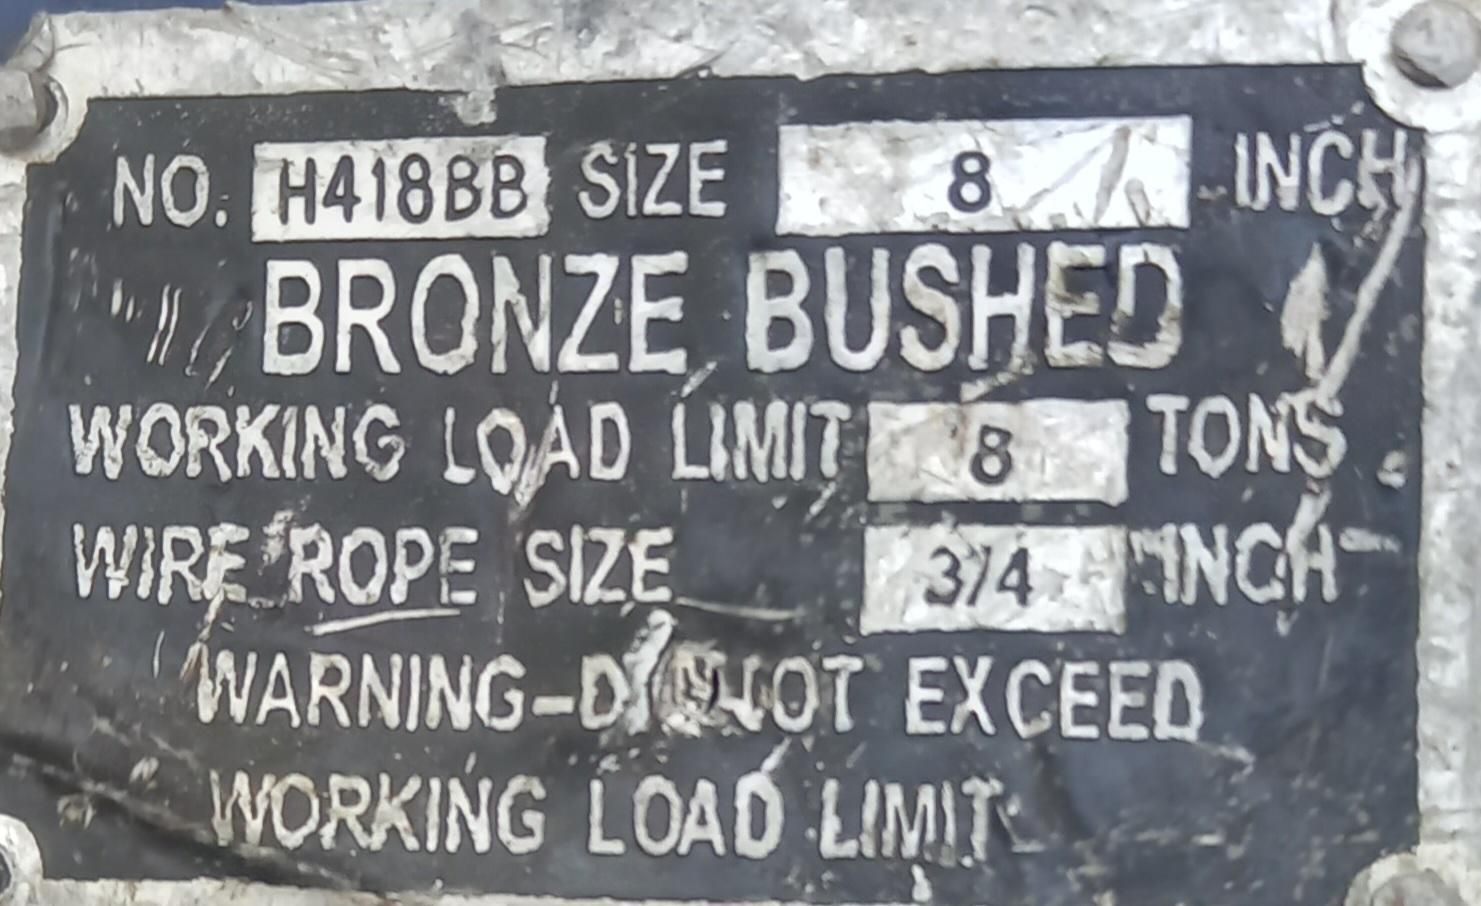 NO. H418BB SIZE 8 INCH
BRONZE BUSHED
WORKING LOAD LIMIT 8 TONS
WIRE ROPE SIZE 3/4 INCH
WARNING-DO NOT EXCEED
WORKING LOAD LIMIT